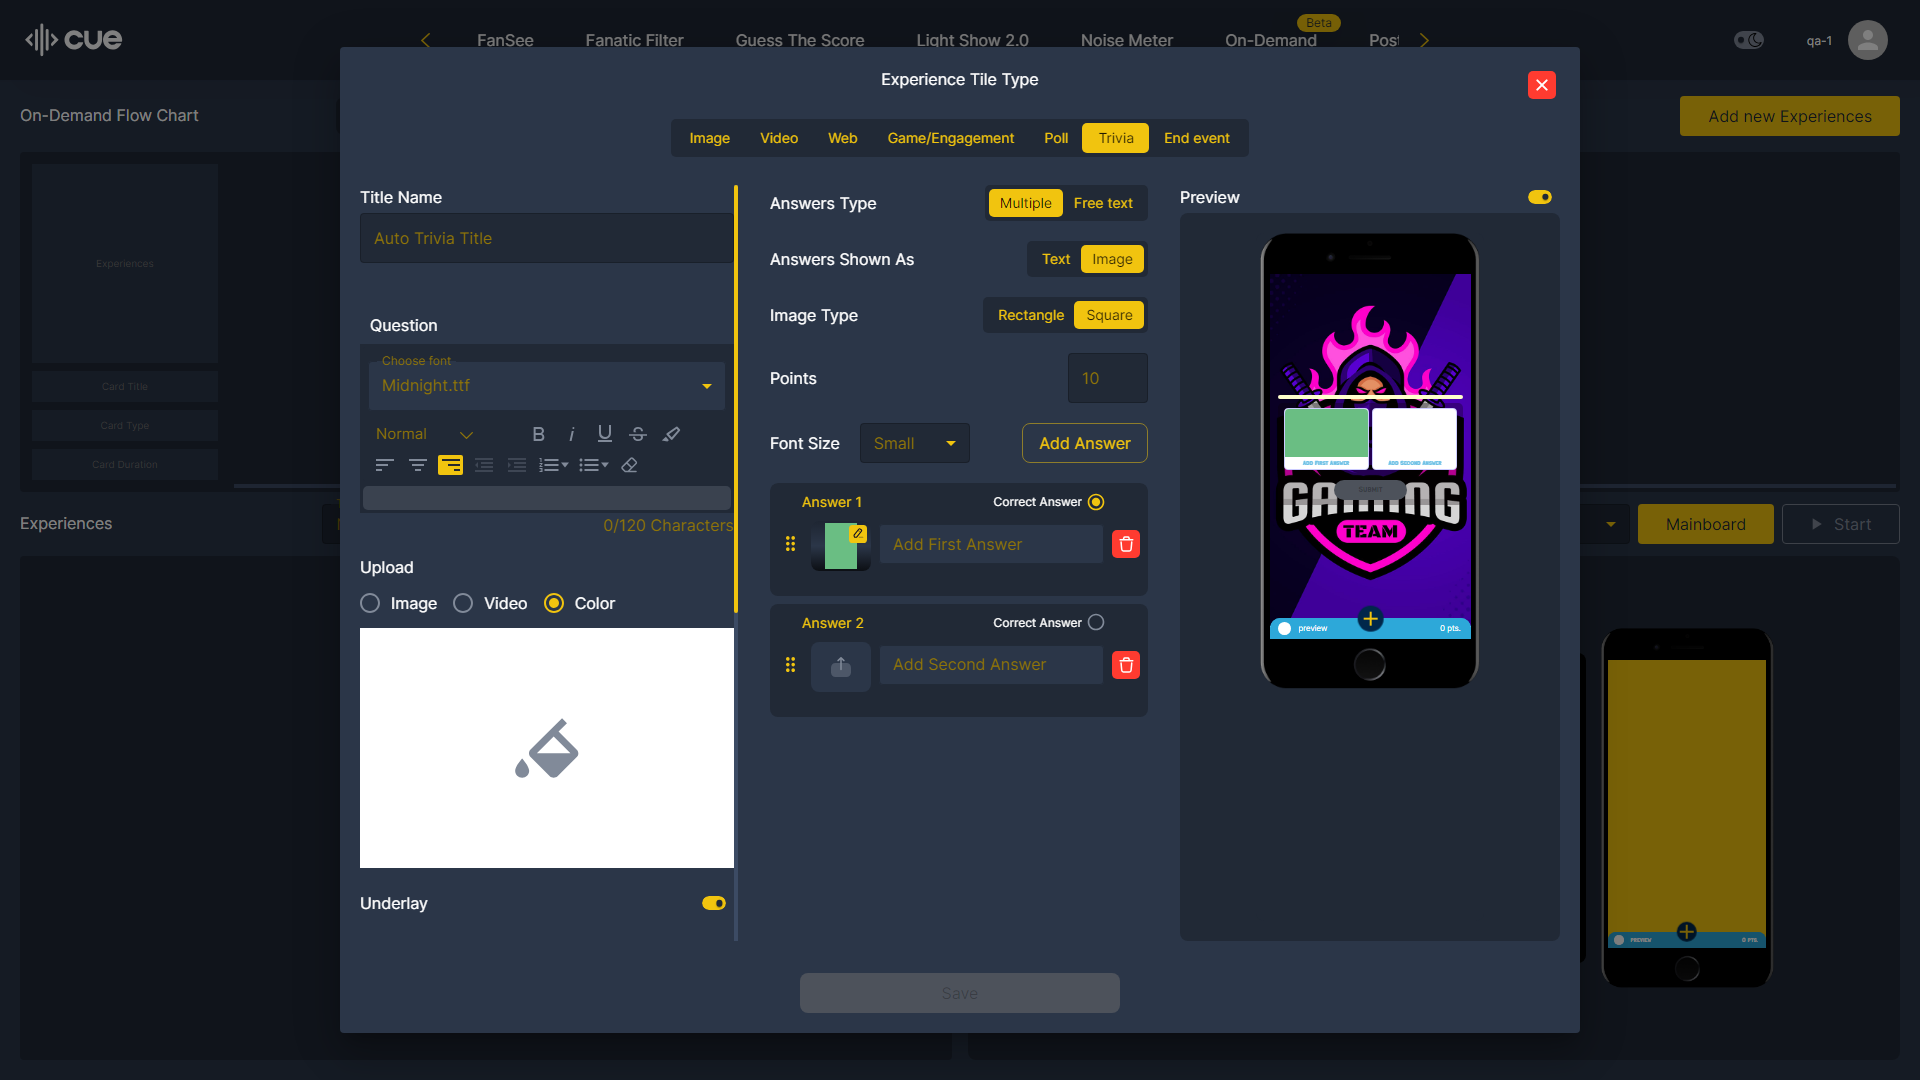 cue
FanSee
Fanatic Filter
Guess The Score
Light Show 2.0
Noise Meter
On-Demand
Beta
Post
qa-1
On-Demand Flow Chart
Add new Experiences
Experiences
Card Title
Card Type
Card Duration
Experiences
Mainboard
Start
Experience Tile Type
Image
Video
Web
Game/Engagement
Poll
Trivia
End event
Title Name
Auto Trivia Title
Question
Choose font
Midnight.ttf
Normal
0/120 Characters
Upload
Image
Video
Color
Underlay
Answers Type
Multiple
Free text
Answers Shown As
Text
Image
Image Type
Rectangle
Square
Points
10
Font Size
Small
Add Answer
Answer 1
Correct Answer
Add First Answer
Answer 2
Correct Answer
Add Second Answer
Preview
ADD FIRST ANSWER
ADD SECOND ANSWER
SUBMIT
GAMING
TEAM
preview
0 pts.
PREVIEW
0 PTS.
Save